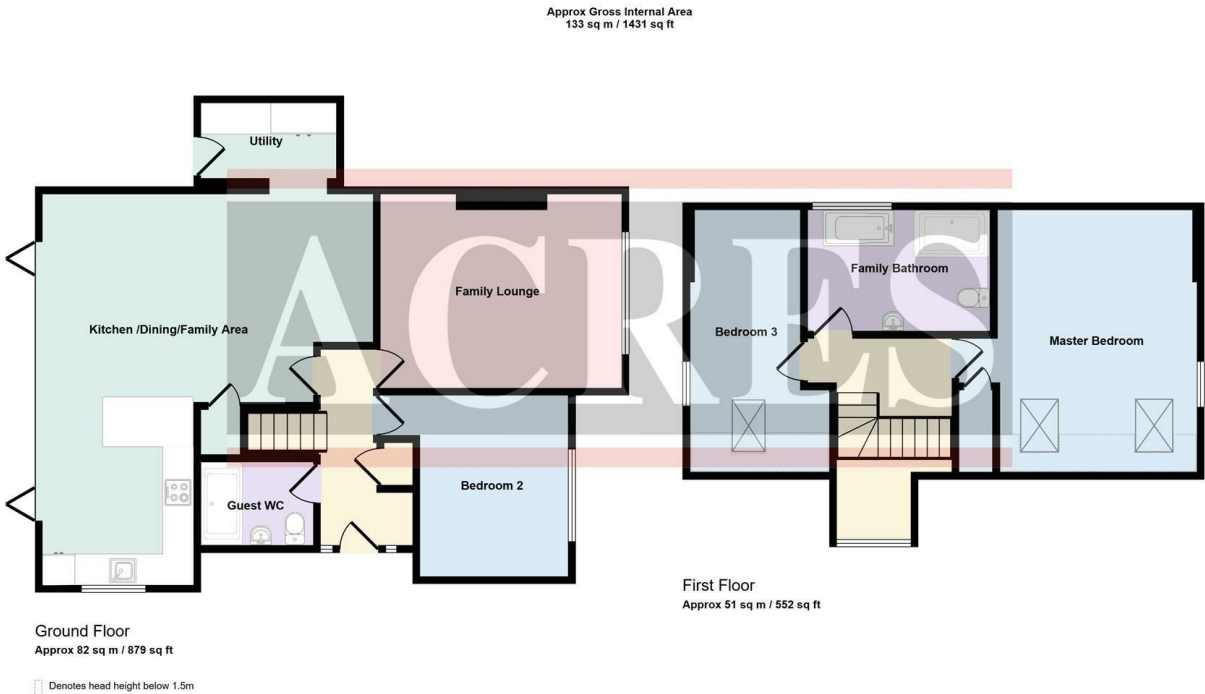 Approx Gross Internal Area
133 sq m / 1431 sq ft
Utility
ACRES
Family Lounge
Kitchen /Dining/Family Area
Family Bathroom
Bedroom 3
Master Bedroom
Bedroom 2
Guest WC
First Floor
Approx 51 sq m / 552 sq ft
Ground Floor
Approx 82 sq m / 879 sq ft
Denotes head height below 1.5m